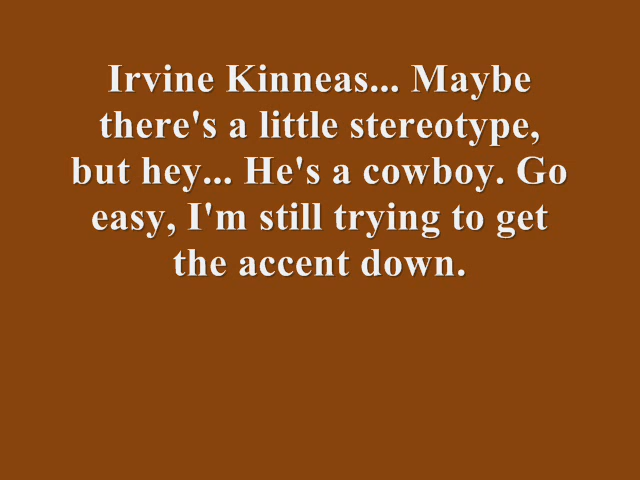 Irvine Kinneas... Maybe
there's a little stereotype,
but hey... He's a cowboy. Go
easy, I'm still trying to get
the accent down.